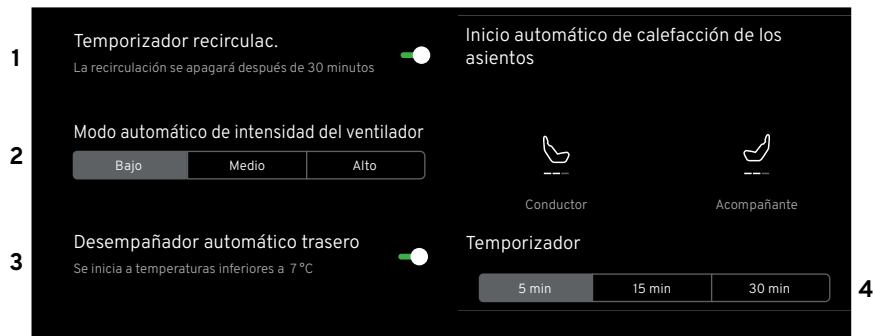 1
Temporizador recirculac.
La recirculación se apagará después de 30 minutos
2
Modo automático de intensidad del ventilador
Bajo Medio Alto
3
Desempañador automático trasero
Se inicia a temperaturas inferiores a 7 °C
Inicio automático de calefacción de los
asientos
Conductor Acompañante
Temporizador
5 min 15 min 30 min
4